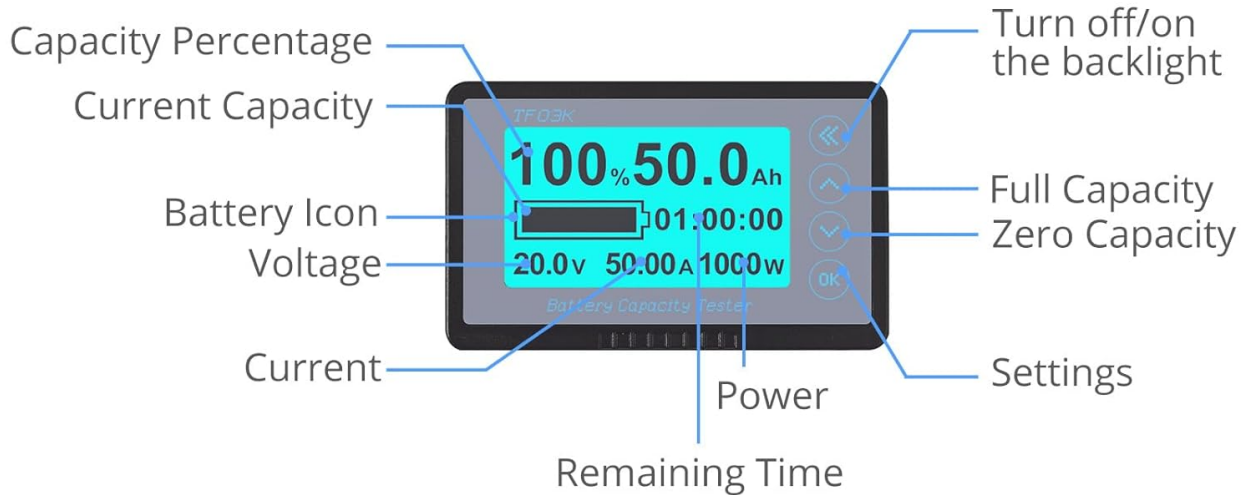 Capacity Percentage
Current Capacity
Battery Icon
Voltage
Current
TF03K
100% 50.0Ah
01:00:00
20.0V 50.00A 1000W
OK
Battery Capacity Tester
Turn off/on
the backlight
Full Capacity
Zero Capacity
Settings
Power
Remaining Time